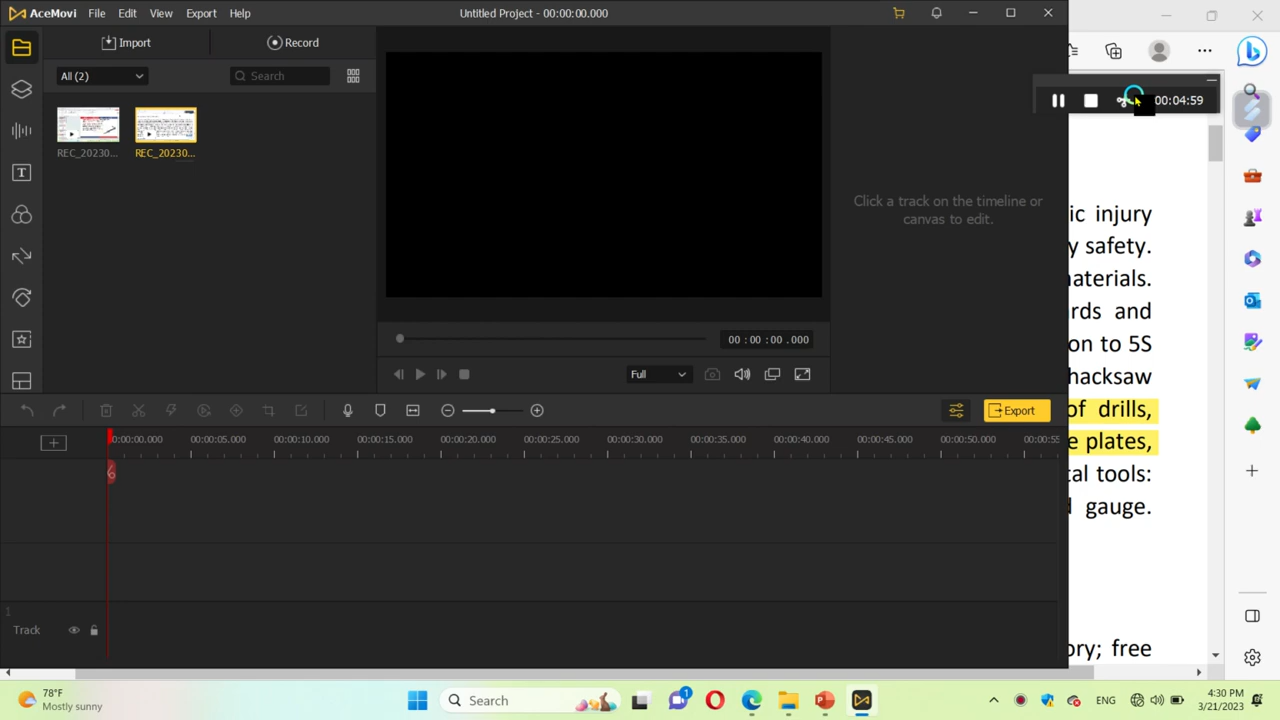 AceMovi File Edit View Export Help
Untitled Project - 00:00:00.000
Import
Record
All (2)
Search
REC_20230...
REC_20230...
Click a track on the timeline or
canvas to edit.
00 : 00 : 00 .000
Full
Export
0:00:00.000 00:00:05.000 00:00:10.000 00:00:15.000 00:00:20.000 00:00:25.000 00:00:30.000 00:00:35.000 00:00:40.000 00:00:45.000 00:00:50.000 00:00:55
1
Track
00:04:59
ic injury
y safety.
naterials.
rds and
on to 5S
hacksaw
of drills,
e plates,
tal tools:
gauge.
ory; free
78°F
Mostly sunny
Search
1
ENG
4:30 PM
3/21/2023